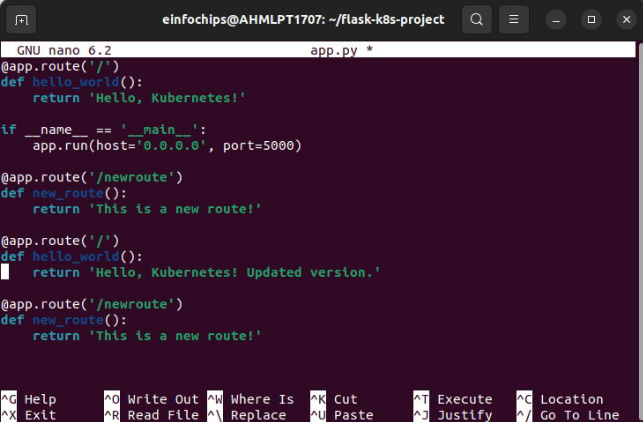 einfochips@AHMLPT1707: ~/flask-k8s-project
GNU nano 6.2 app.py *
@app.route('/')
def hello_world():
    return 'Hello, Kubernetes!'

if __name__ == '__main__':
    app.run(host='0.0.0.0', port=5000)

@app.route('/newroute')
def new_route():
    return 'This is a new route!'

@app.route('/')
def hello_world():
    return 'Hello, Kubernetes! Updated version.'

@app.route('/newroute')
def new_route():
    return 'This is a new route!'

^G Help ^O Write Out ^W Where Is ^K Cut ^T Execute ^C Location
^X Exit ^R Read File ^\ Replace ^U Paste ^J Justify ^/ Go To Line